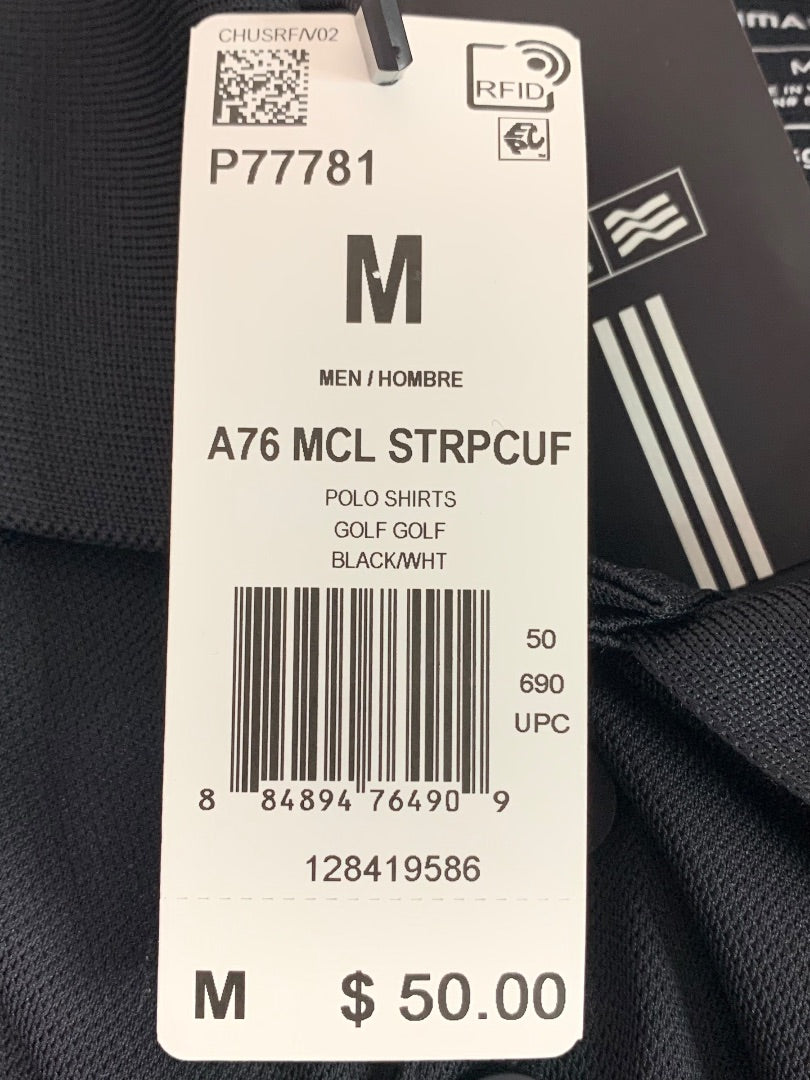 CHUSRF/V02
RFID
P77781
M
MEN / HOMBRE
A76 MCL STRPCUF
POLO SHIRTS
GOLF GOLF
BLACK/WHT
50
690
UPC
8 84894 76490 9
128419586
M $ 50.00